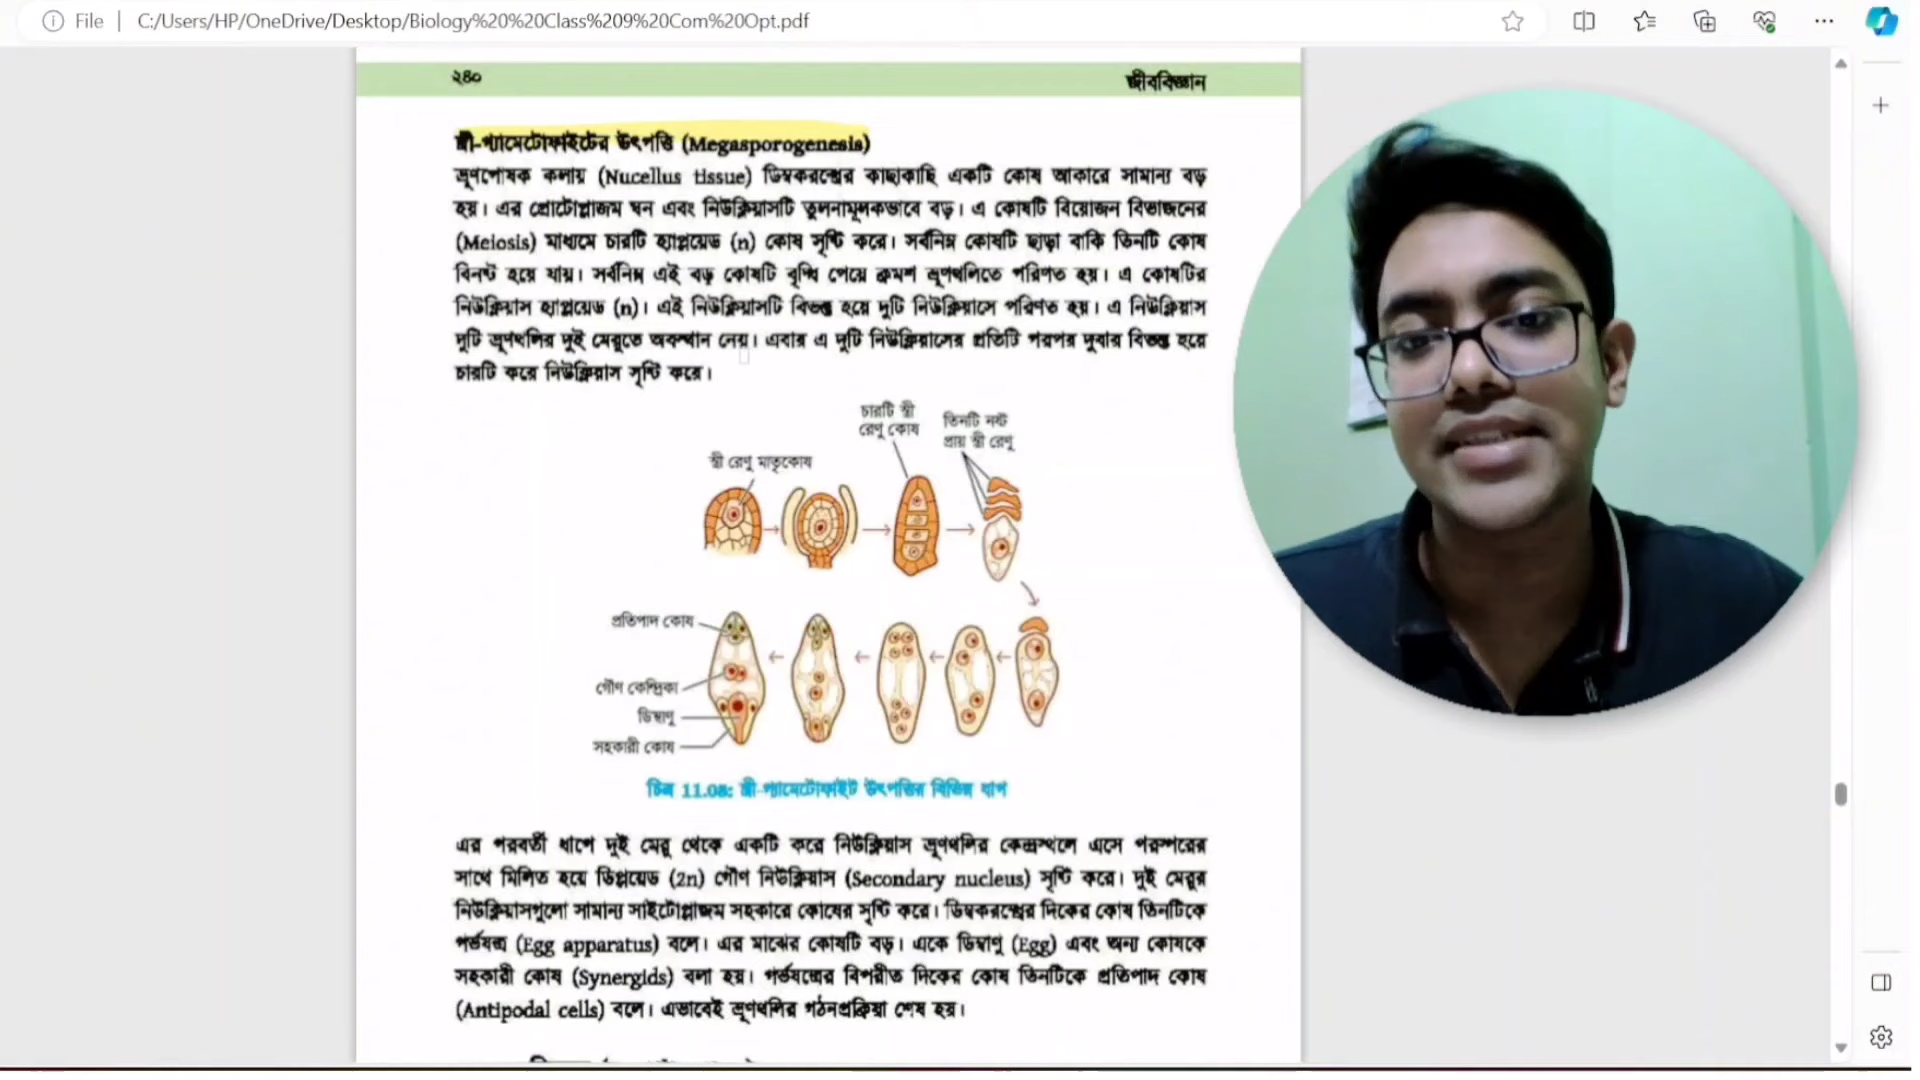 File | C:/Users/HP/OneDrive/Desktop/Biology%20%20Class%209%20Com%20Opt.pdf
২৪০
জীববিজ্ঞান
স্ত্রী-গ্যামেটোফাইটের উৎপত্তি (Megasporogenesis)
ভ্রূণপোষক কলায় (Nucellus tissue) ডিম্বকরন্ধ্রের কাছাকাছি একটি কোষ আকারে সামান্য বড়
হয়। এর প্রোটোপ্লাজম ঘন এবং নিউক্লিয়াসটি তুলনামূলকভাবে বড়। এ কোষটি বিয়োজন বিভাজনের
(Meiosis) মাধ্যমে চারটি হ্যাপ্লয়েড (n) কোষ সৃষ্টি করে। সর্বনিম্ন কোষটি ছাড়া বাকি তিনটি কোষ
বিনষ্ট হয়ে যায়। সর্বনিম্ন এই বড় কোষটি বৃদ্ধি পেয়ে ক্রমশ ভ্রূণথলিতে পরিণত হয়। এ কোষটির
নিউক্লিয়াস হ্যাপ্লয়েড (n)। এই নিউক্লিয়াসটি বিভক্ত হয়ে দুটি নিউক্লিয়াসে পরিণত হয়। এ নিউক্লিয়াস
দুটি ভ্রূণথলির দুই মেরুতে অবস্থান নেয়। এবার এ দুটি নিউক্লিয়াসের প্রতিটি পরপর দুবার বিভক্ত হয়ে
চারটি করে নিউক্লিয়াস সৃষ্টি করে।
চারটি স্ত্রী
রেণু কোষ
তিনটি নষ্ট
প্রায় স্ত্রী রেণু
স্ত্রী রেণু মাতৃকোষ
প্রতিপাদ কোষ
গৌণ কেন্দ্রিকা
ডিম্বাণু
সহকারী কোষ
চিত্র 11.08: স্ত্রী-গ্যামেটোফাইট উৎপত্তির বিভিন্ন ধাপ
এর পরবর্তী ধাপে দুই মেরু থেকে একটি করে নিউক্লিয়াস ভ্রূণথলির কেন্দ্রস্থলে এসে পরস্পরের
সাথে মিলিত হয়ে ডিপ্লয়েড (2n) গৌণ নিউক্লিয়াস (Secondary nucleus) সৃষ্টি করে। দুই মেরুর
নিউক্লিয়াসগুলো সামান্য সাইটোপ্লাজম সহকারে কোষের সৃষ্টি করে। ডিম্বকরন্ধ্রের দিকের কোষ তিনটিকে
গর্ভযন্ত্র (Egg apparatus) বলে। এর মাঝের কোষটি বড়। একে ডিম্বাণু (Egg) এবং অন্য কোষকে
সহকারী কোষ (Synergids) বলা হয়। গর্ভযন্ত্রের বিপরীত দিকের কোষ তিনটিকে প্রতিপাদ কোষ
(Antipodal cells) বলে। এভাবেই ভ্রূণথলির গঠনপ্রক্রিয়া শেষ হয়।